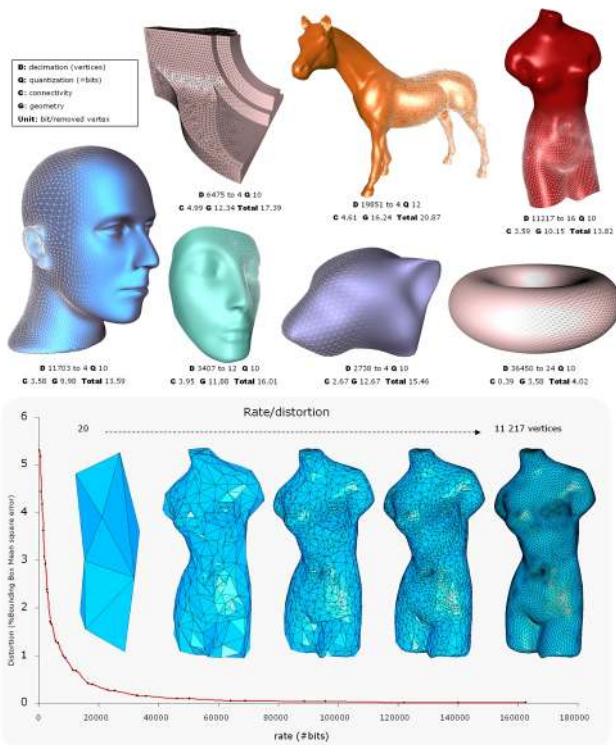 D: decimation (vertices)
Q: quantization (#bits)
C: connectivity
G: geometry
Unit: bit/removed vertex
D 6475 to 4 Q 10
C 4.99 G 12.34 Total 17.39
D 19851 to 4 Q 12
C 4.61 G 16.24 Total 20.87
D 11217 to 16 Q 10
C 3.59 G 10.15 Total 13.82
D 11703 to 4 Q 10
C 3.58 G 9.98 Total 13.59
D 3407 to 12 Q 10
C 3.95 G 11.88 Total 16.01
D 2738 to 4 Q 10
C 2.67 G 12.67 Total 15.46
D 36450 to 24 Q 10
C 0.39 G 3.58 Total 4.02
Rate/distortion
20
11 217 vertices
Distortion (%Bounding Box Mean square error)
6
5
4
3
2
1
0
0 20000 40000 60000 80000 100000 120000 140000 160000 180000
rate (#bits)